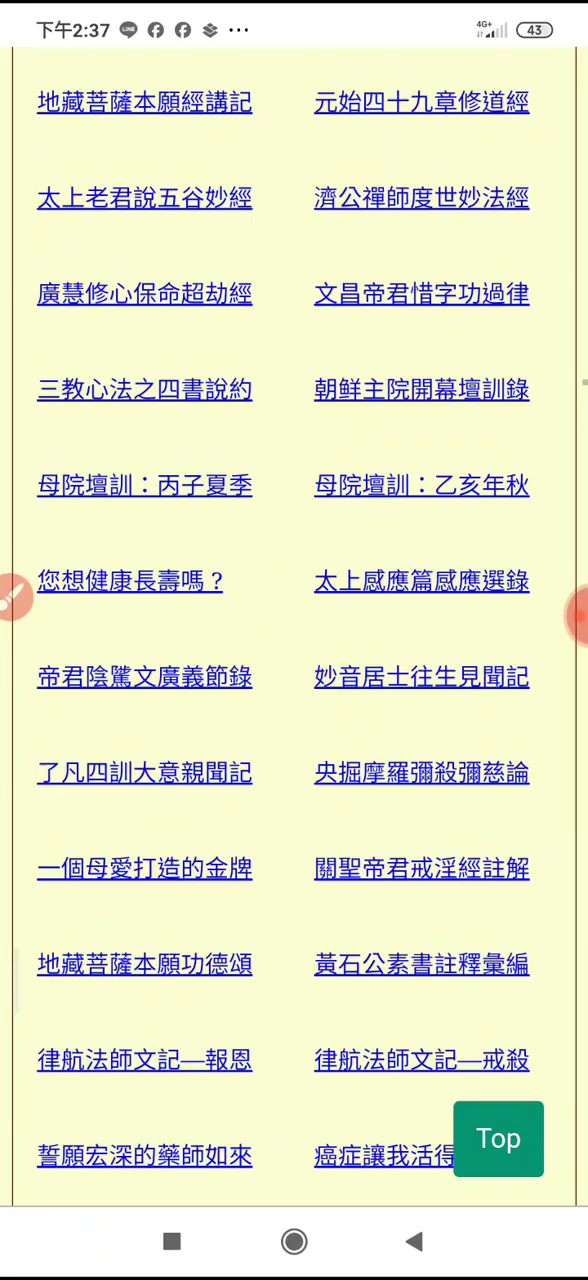 下午2:37
4G+
43
地藏菩薩本願經講記 元始四十九章修道經
太上老君說五谷妙經 濟公禪師度世妙法經
廣慧修心保命超劫經 文昌帝君惜字功過律
三教心法之四書說約 朝鮮主院開幕壇訓錄
母院壇訓：丙子夏季 母院壇訓：乙亥年秋
您想健康長壽嗎？ 太上感應篇感應選錄
帝君陰騭文廣義節錄 妙音居士往生見聞記
了凡四訓大意親聞記 央掘摩羅彌殺彌慈論
一個母愛打造的金牌 關聖帝君戒淫經註解
地藏菩薩本願功德頌 黃石公素書註釋彙編
律航法師文記—報恩 律航法師文記—戒殺
誓願宏深的藥師如來 癌症讓我活得
Top